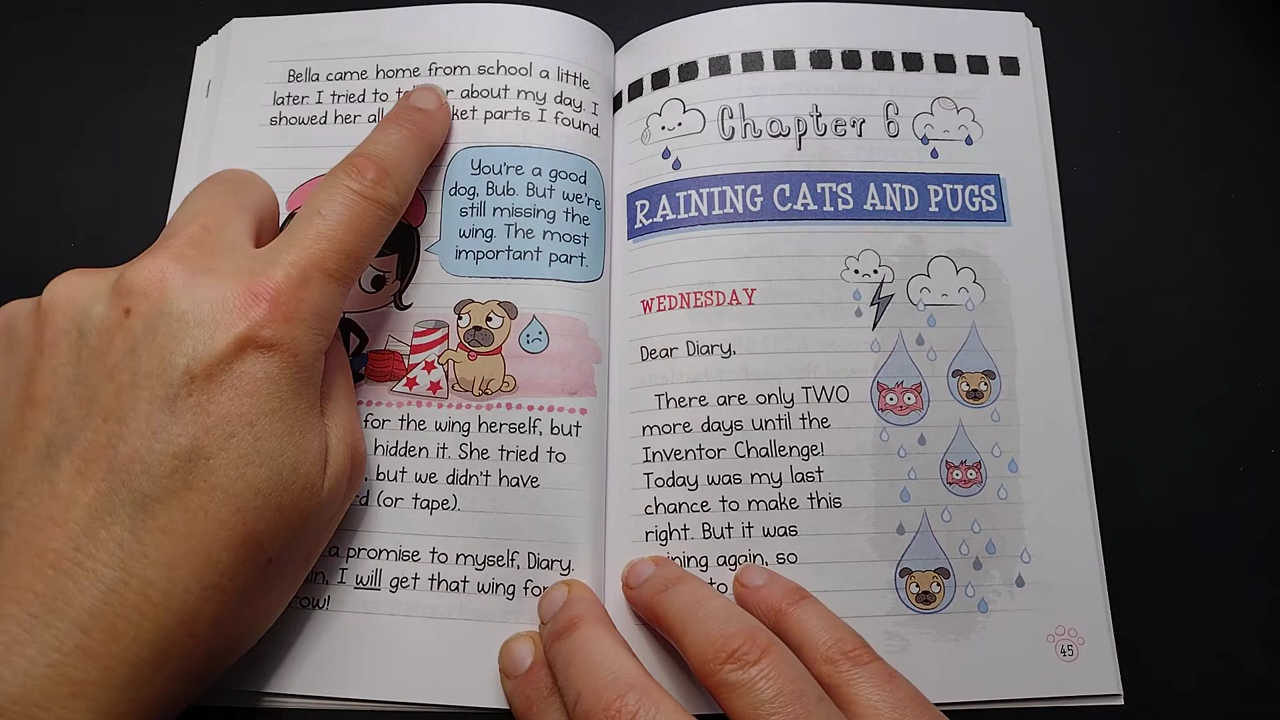 Bella came home from school a little
later. I tried to about my day. I
showed her all parts I found.
You're a good
dog, Bub. But we're
still missing the
wing. The most
important part.
for the wing herself, but
hidden it. She tried to
, but we didn't have
(or tape).
a promise to myself, Diary.
I will get that wing
Chapter 6
RAINING CATS AND PUGS
WEDNESDAY
Dear Diary,
There are only TWO
more days until the
Inventor Challenge!
Today was my last
chance to make this
right. But it was
again, so
to
45